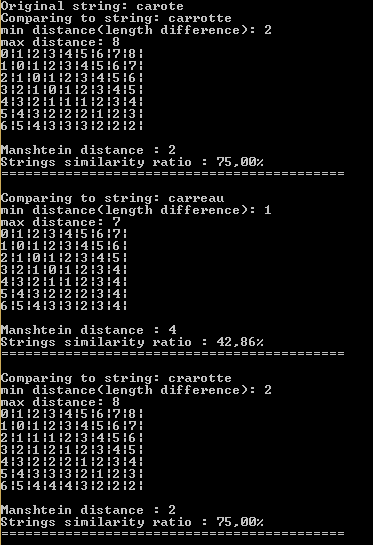 Original string: carote
Comparing to string: carrotte
min distance(length difference): 2
max distance: 8
0|1|2|3|4|5|6|7|8|
1|0|1|2|3|4|5|6|7|
2|1|0|1|2|3|4|5|6|
3|2|1|0|1|2|3|4|5|
4|3|2|1|1|1|2|3|4|
5|4|3|2|2|2|1|2|3|
6|5|4|3|3|3|2|2|2|
Manshtein distance : 2
Strings similarity ratio : 75,00%
===========================================
Comparing to string: carreau
min distance(length difference): 1
max distance: 7
0|1|2|3|4|5|6|7|
1|0|1|2|3|4|5|6|
2|1|0|1|2|3|4|5|
3|2|1|0|1|2|3|4|
4|3|2|1|1|2|3|4|
5|4|3|2|2|2|3|4|
6|5|4|3|3|2|3|4|
Manshtein distance : 4
Strings similarity ratio : 42,86%
===========================================
Comparing to string: crarotte
min distance(length difference): 2
max distance: 8
0|1|2|3|4|5|6|7|8|
1|0|1|2|3|4|5|6|7|
2|1|1|1|2|3|4|5|6|
3|2|1|2|1|2|3|4|5|
4|3|2|2|2|1|2|3|4|
5|4|3|3|3|2|1|2|3|
6|5|4|4|4|3|2|2|2|
Manshtein distance : 2
Strings similarity ratio : 75,00%
===========================================